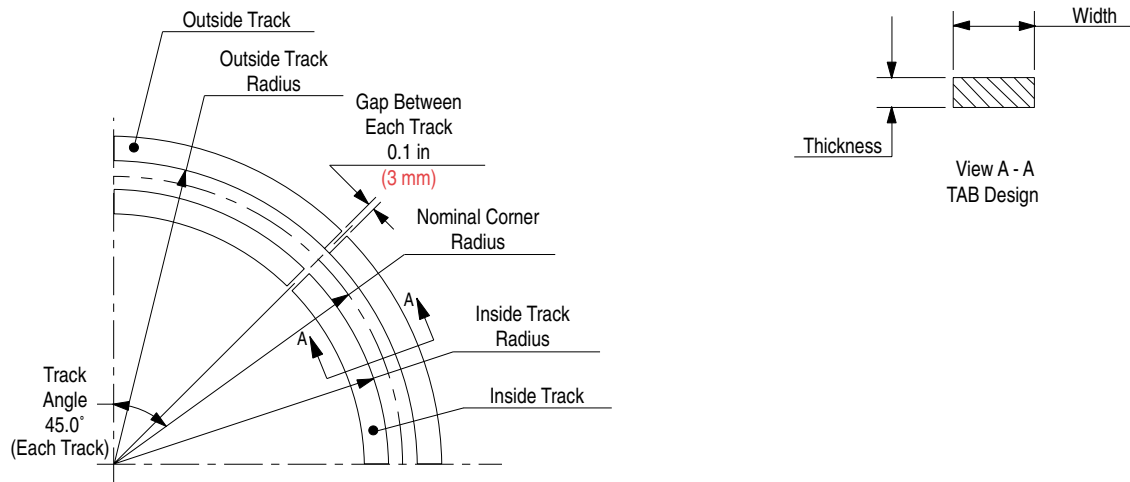 Outside Track
Outside Track
Radius
Gap Between
Each Track
0.1 in
(3 mm)
Nominal Corner
Radius
A
A
Inside Track
Radius
Inside Track
Track
Angle
45.0°
(Each Track)
Width
Thickness
View A - A
TAB Design